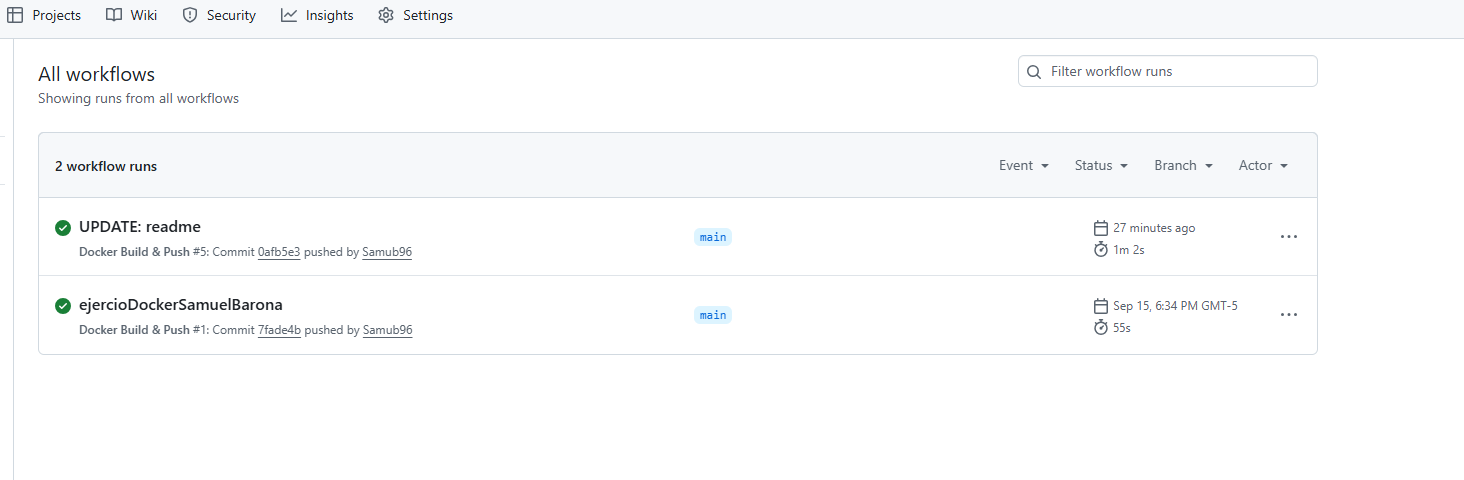 Projects Wiki Security Insights Settings
All workflows
Filter workflow runs
Showing runs from all workflows
2 workflow runs
Event Status Branch Actor
UPDATE: readme
main
27 minutes ago
Docker Build & Push #5: Commit 0afb5e3 pushed by Samub96
1m 2s
ejercioDockerSamuelBarona
main
Sep 15, 6:34 PM GMT-5
Docker Build & Push #1: Commit 7fade4b pushed by Samub96
55s